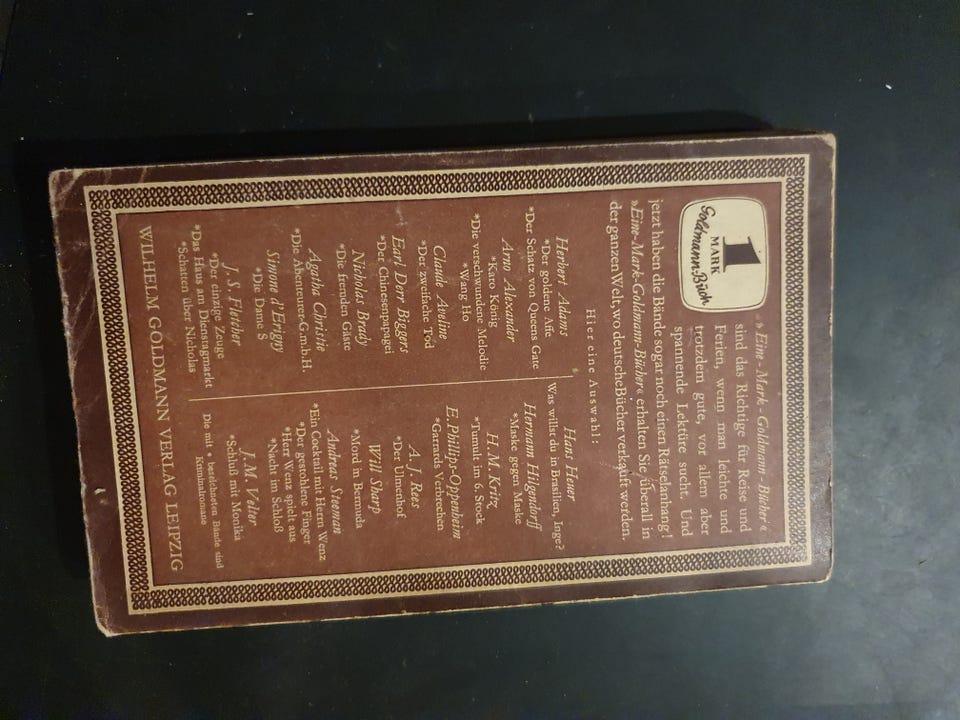 1
MARK
Goldmann-Buch
»Eine-Mark-Goldmann-Bücher«
sind das Richtige für Reise und
Ferien, wenn man leichte und
trotzdem gute, vor allem aber
spannende Lektüre sucht. Und
jetzt haben die Bände sogar noch einen Rätselanhang!
»Eine-Mark-Goldmann-Bücher« erhalten Sie überall in
der ganzen Welt, wo deutsche Bücher verkauft werden.
Hier eine Auswahl:
Herbert Adams
*Der goldene Affe
*Der Schatz von Queens Gate
Arno Alexander
*Kato König
*Die verschwundene Melodie
*Wang Ho
Claude Aveline
*Der zweifache Tod
Earl Derr Biggers
*Der Chinesenpapagei
Nicholas Brady
*Die fremden Gäste
Agatha Christie
*Die Abenteurer-G.m.b.H.
Simone d'Erigny
*Die Dame S
J. S. Fletcher
*Der einzige Zeuge
*Das Haus am Dienstagmarkt
*Schatten über Nicholas
Hans Heuer
Was willst du in Brasilien, Inge?
Hermann Hilgendorff
*Maske gegen Maske
H. M. Kritz
*Tumult im 6. Stock
E. Phillips-Oppenheim
*Garnards Verbrechen
A. J. Rees
*Der Ulmenhof
Will Sharp
*Mord in Bermuda
Andreas Steeman
*Ein Cocktail mit Herrn Wenz
*Der gestohlene Finger
*Herr Wenz spielt aus
*Nacht im Schloß
J. M. Velter
*Schluß mit Monika
Die mit * bezeichneten Bände sind
Kriminalromane
WILHELM GOLDMANN VERLAG LEIPZIG